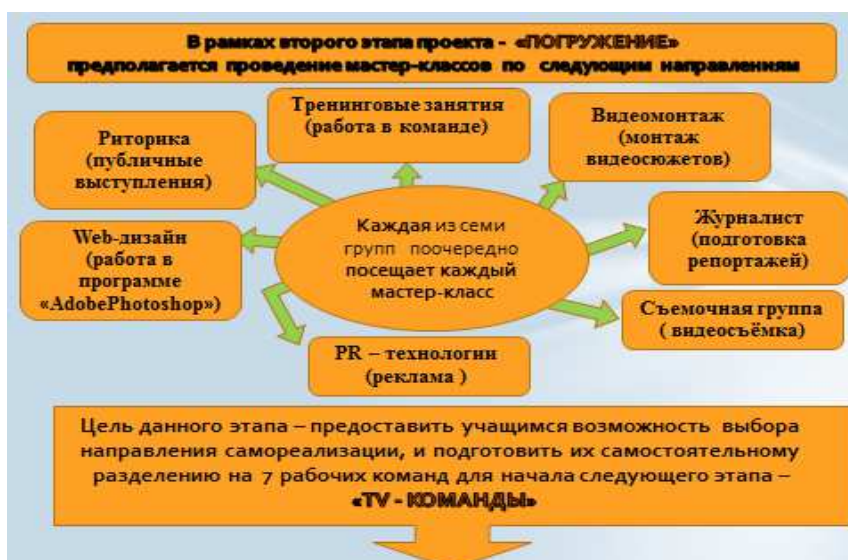 В рамках второго этапа проекта - «ПОГРУЖЕНИЕ»
предполагается проведение мастер-классов по следующим направлениям
Тренинговые занятия
(работа в команде)
Видеомонтаж
(монтаж
видеосюжетов)
Риторика
(публичные
выступления)
Каждая из семи
групп поочередно
посещает каждый
мастер-класс
Журналист
(подготовка
репортажей)
Web-дизайн
(работа в
программе
«AdobePhotoshop»)
Съемочная группа
( видеосъёмка)
PR – технологии
(реклама )
Цель данного этапа – предоставить учащимся возможность выбора
направления самореализации, и подготовить их самостоятельному
разделению на 7 рабочих команд для начала следующего этапа –
«TV - КОМАНДЫ»